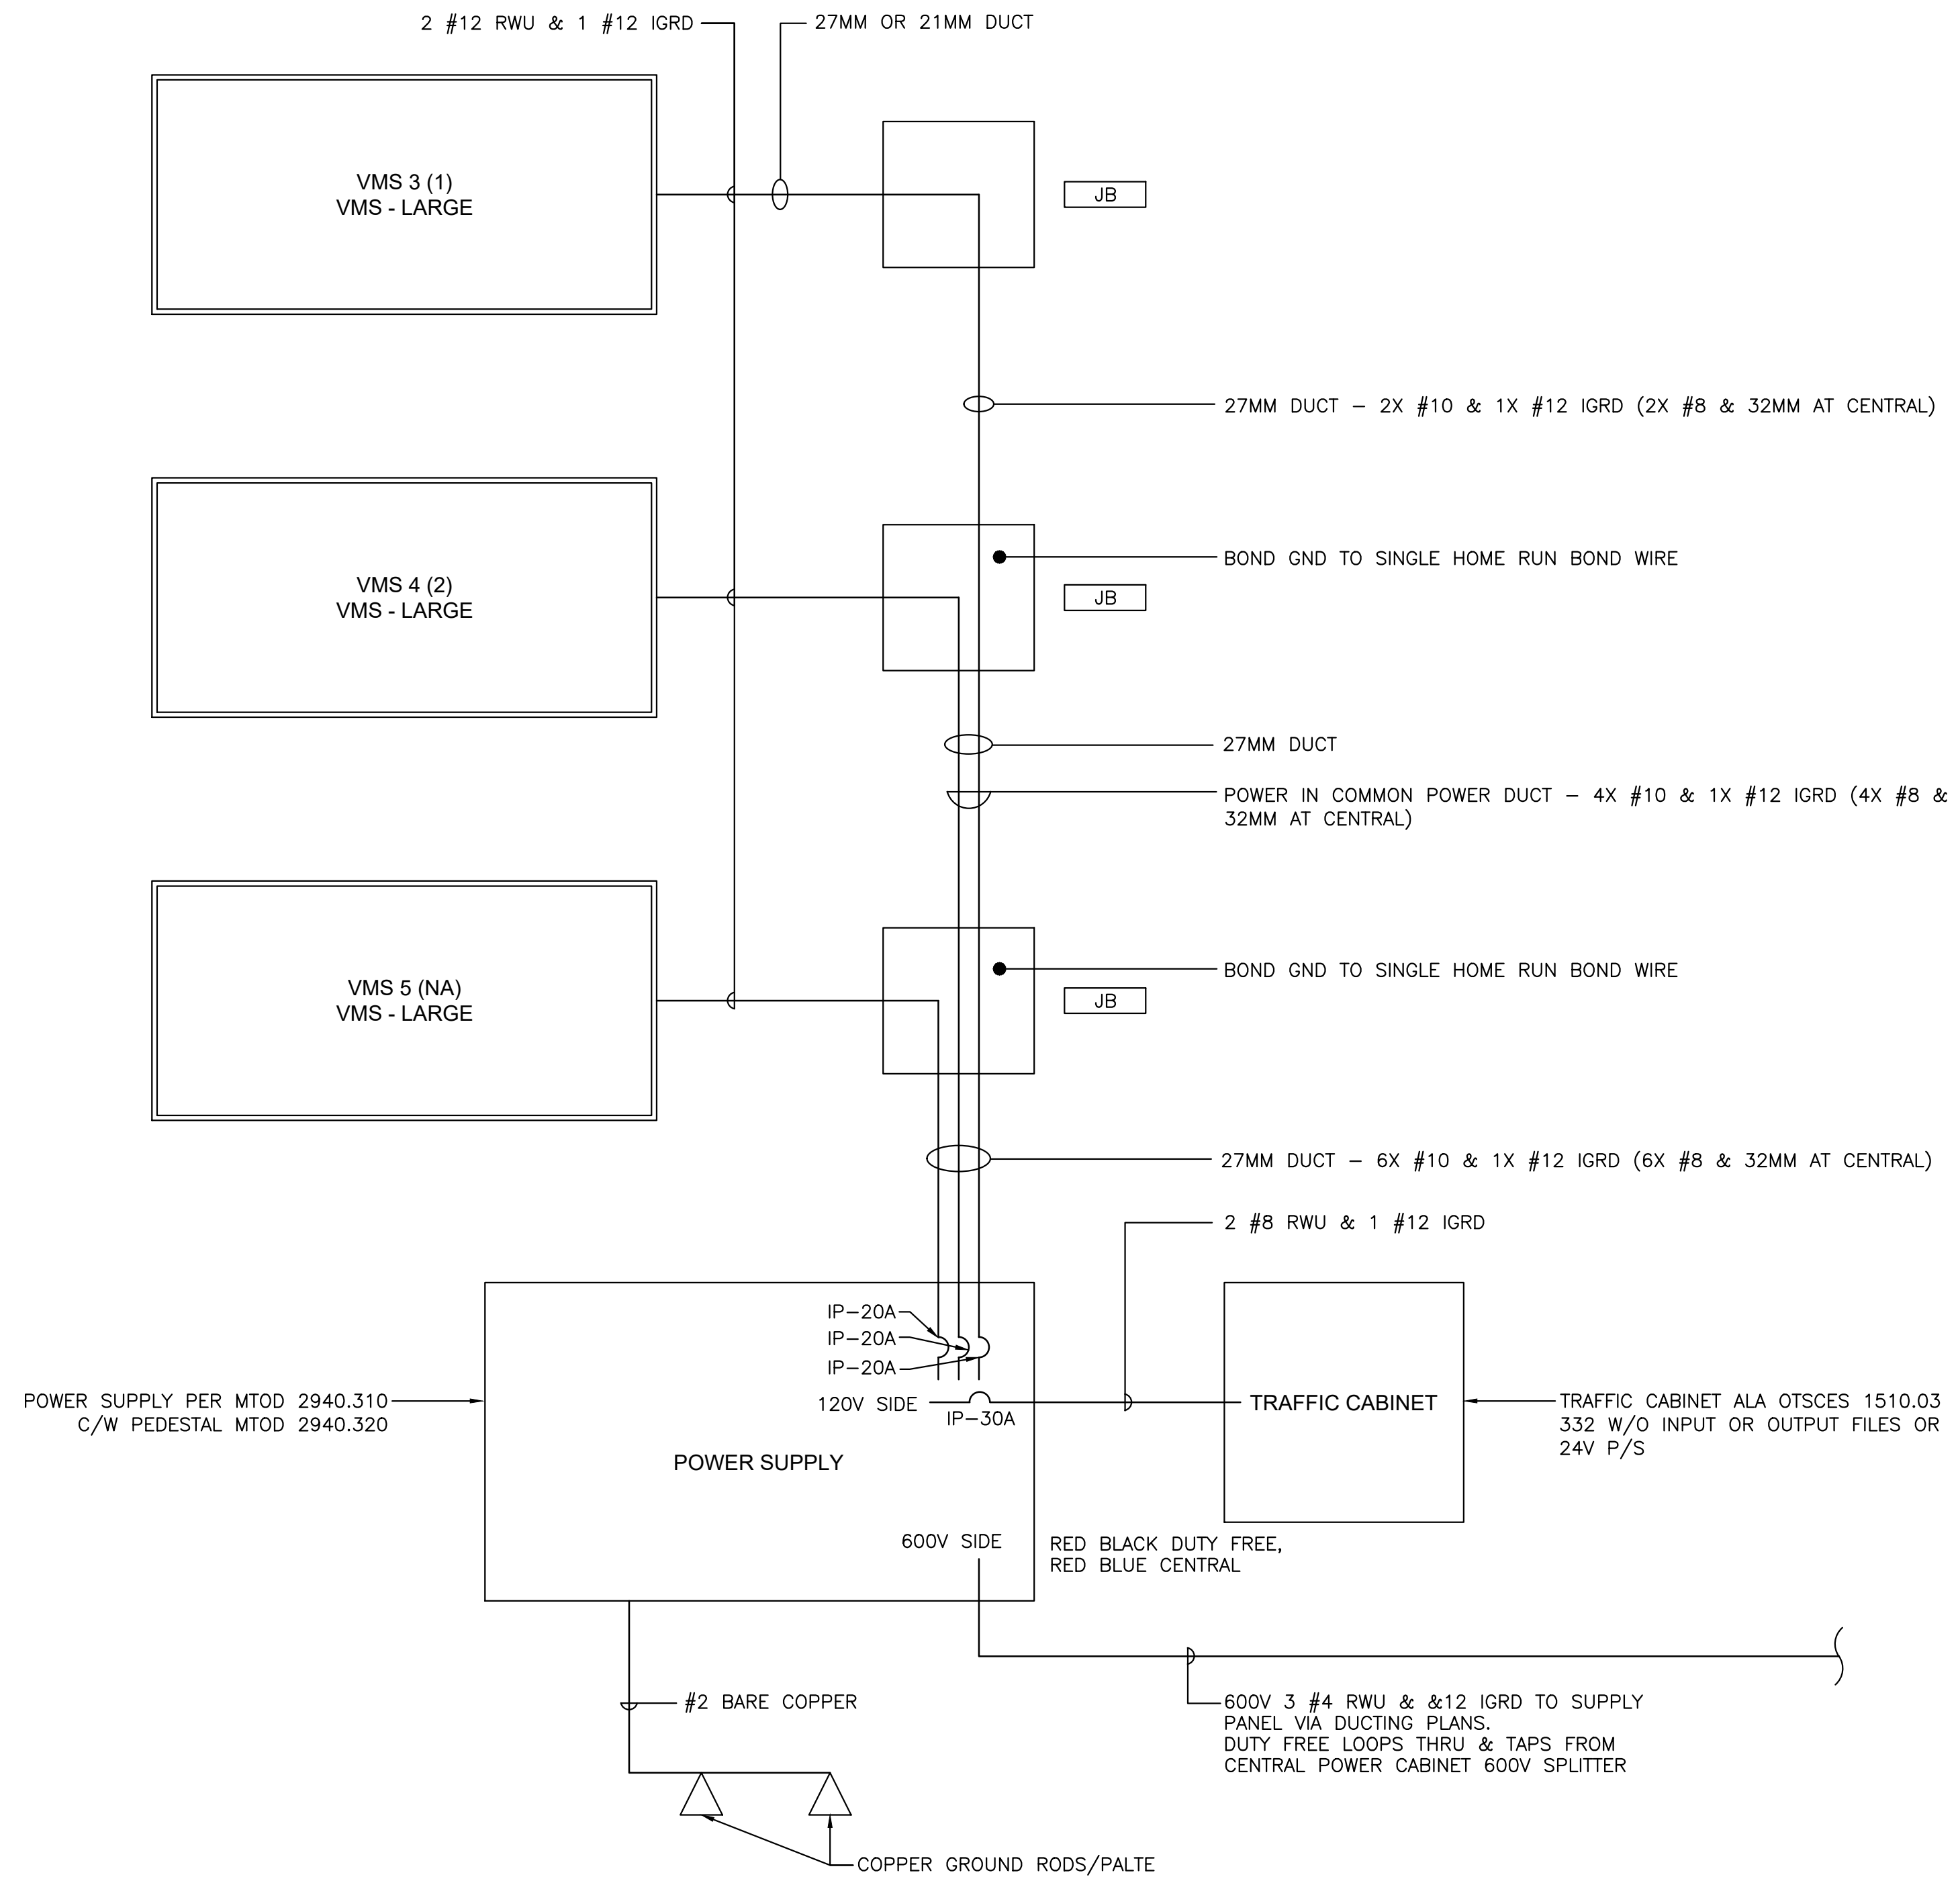 2 #12 RWU & 1 #12 IGRD
27MM OR 21MM DUCT
VMS 3 (1)
VMS - LARGE
JB
27MM DUCT - 2X #10 & 1X #12 IGRD (2X #8 & 32MM AT CENTRAL)
BOND GND TO SINGLE HOME RUN BOND WIRE
VMS 4 (2)
VMS - LARGE
JB
27MM DUCT
POWER IN COMMON POWER DUCT - 4X #10 & 1X #12 IGRD (4X #8 &
32MM AT CENTRAL)
BOND GND TO SINGLE HOME RUN BOND WIRE
VMS 5 (NA)
VMS - LARGE
JB
27MM DUCT - 6X #10 & 1X #12 IGRD (6X #8 & 32MM AT CENTRAL)
2 #8 RWU & 1 #12 IGRD
IP-20A
IP-20A
IP-20A
POWER SUPPLY PER MTOD 2940.310
C/W PEDESTAL MTOD 2940.320
120V SIDE
IP-30A
TRAFFIC CABINET
TRAFFIC CABINET ALA OTSCES 1510.03
332 W/O INPUT OR OUTPUT FILES OR
24V P/S
POWER SUPPLY
600V SIDE
RED BLACK DUTY FREE,
RED BLUE CENTRAL
#2 BARE COPPER
600V 3 #4 RWU & &12 IGRD TO SUPPLY
PANEL VIA DUCTING PLANS.
DUTY FREE LOOPS THRU & TAPS FROM
CENTRAL POWER CABINET 600V SPLITTER
COPPER GROUND RODS/PALTE